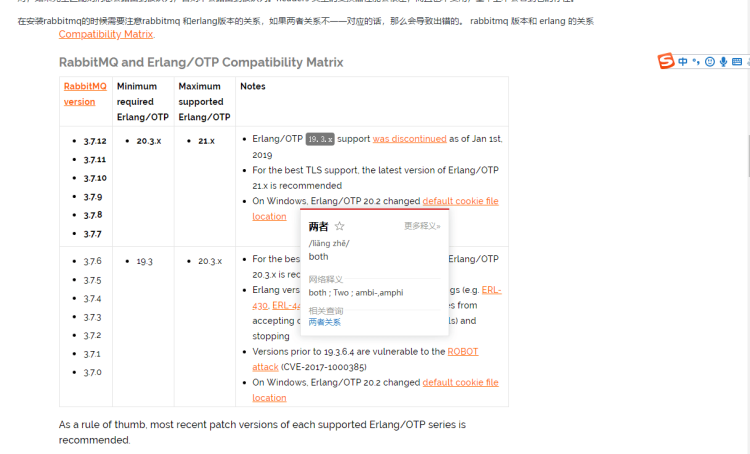 在安装rabbitmq的时候需要注意rabbitmq 和erlang版本的关系，如果两者关系不一一对应的话，那么会导致出错的。 rabbitmq 版本和 erlang 的关系
Compatibility Matrix.
RabbitMQ and Erlang/OTP Compatibility Matrix
RabbitMQ version
Minimum required Erlang/OTP
Maximum supported Erlang/OTP
Notes
3.7.12
3.7.11
3.7.10
3.7.9
3.7.8
3.7.7
20.3.x
21.x
Erlang/OTP 19.3.x support was discontinued as of Jan 1st,
2019
For the best TLS support, the latest version of Erlang/OTP
21.x is recommended
On Windows, Erlang/OTP 20.2 changed default cookie file
location
3.7.6
3.7.5
3.7.4
3.7.3
3.7.2
3.7.1
3.7.0
19.3
20.3.x
For the bes
Erlang/OTP
20.3.x is rec
Erlang vers
gs (e.g. ERL-
430, ERL-4
es from
accepting
ls) and
stopping
Versions prior to 19.3.6.4 are vulnerable to the ROBOT
attack (CVE-2017-1000385)
On Windows, Erlang/OTP 20.2 changed default cookie file
location
两者
更多释义»
/liǎng zhě/
both
网络释义
both ; Two ; ambi-,amphi
相关查询
两者关系
As a rule of thumb, most recent patch versions of each supported Erlang/OTP series is
recommended.
中